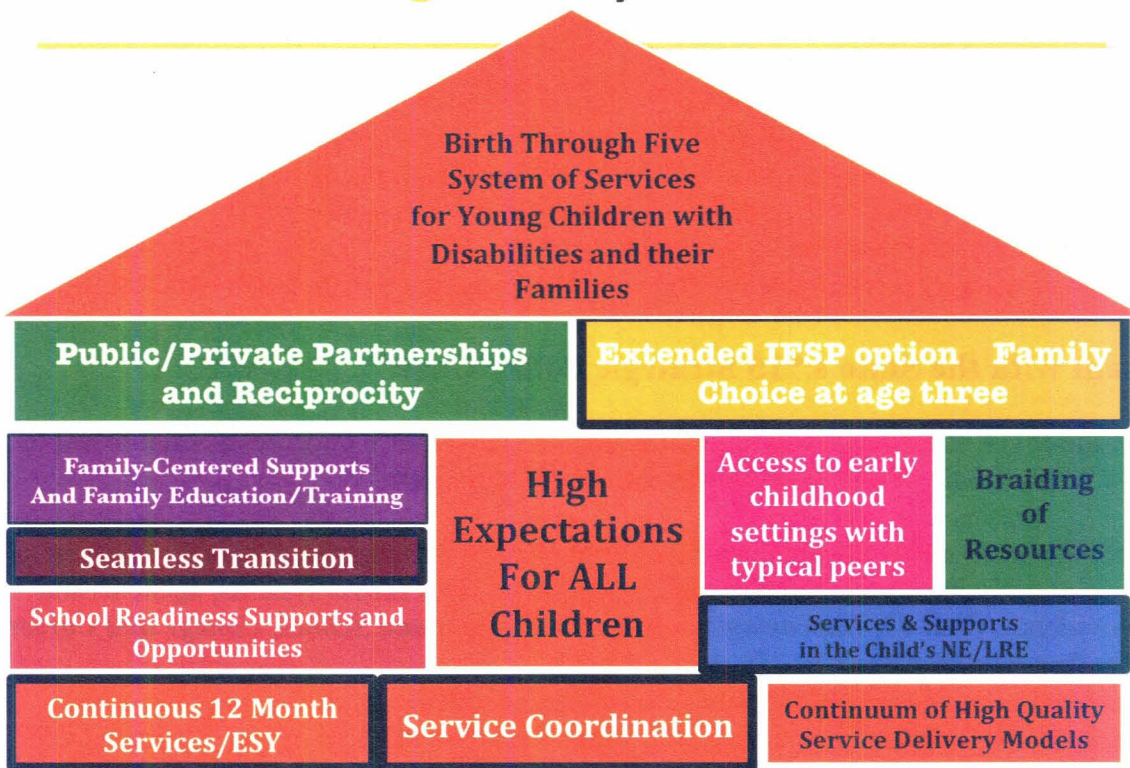 Birth Through Five
System of Services
for Young Children with
Disabilities and their
Families
Public/Private Partnerships
and Reciprocity
Extended IFSP option Family
Choice at age three
Family-Centered Supports
And Family Education/Training
Seamless Transition
School Readiness Supports and
Opportunities
High
Expectations
For ALL
Children
Access to early
childhood
settings with
typical peers
Braiding
of
Resources
Services & Supports
in the Child's NE/LRE
Continuous 12 Month
Services/ESY
Service Coordination
Continuum of High Quality
Service Delivery Models